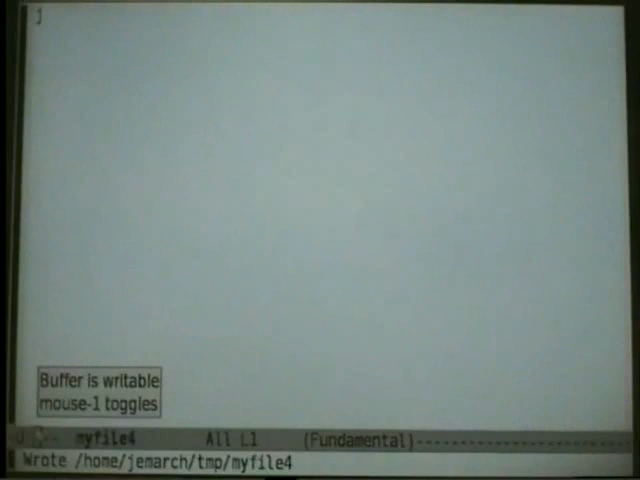 j
Buffer is writable
mouse-1 toggles
myfile4 All L1 (Fundamental)--------------------
Wrote /home/jemarch/tmp/myfile4